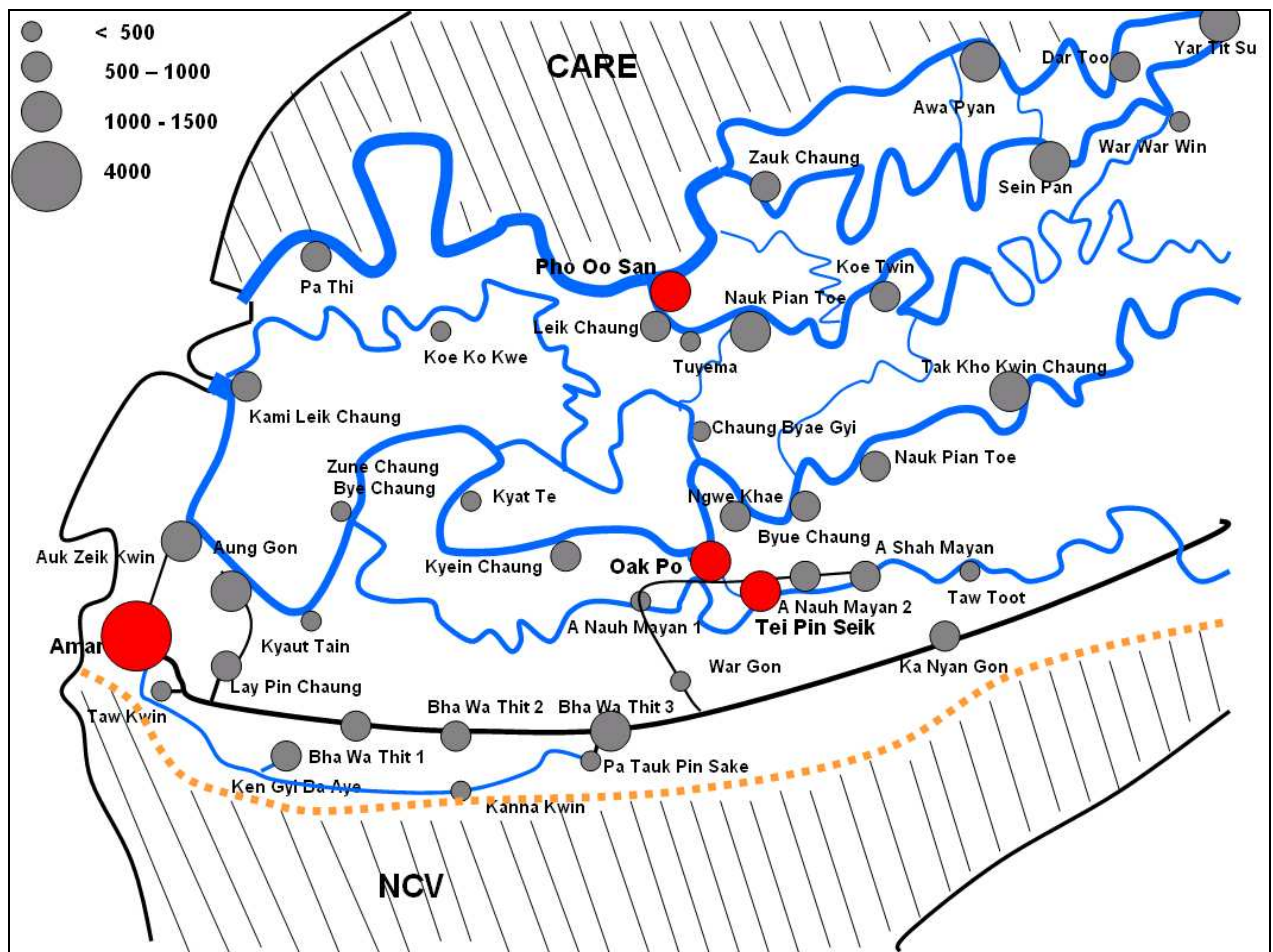 < 500
500 – 1000
1000 - 1500
4000
CARE
Yar Tit Su
Dar Too
Awa Pyan
War War Win
Zauk Chaung
Sein Pan
Pho Oo San
Koe Twin
Pa Thi
Nauk Pian Toe
Leik Chaung
Koe Ko Kwe
Tuyema
Tak Kho Kwin Chaung
Kami Leik Chaung
Chaung Byae Gyi
Zune Chaung
Bye Chaung
Nauk Pian Toe
Kyat Te
Ngwe Khae
Byue Chaung
Auk Zeik Kwin
Aung Gon
Kyein Chaung
Oak Po
A Shah Mayan
Taw Toot
A Nauh Mayan 2
A Nauh Mayan 1
Tei Pin Seik
Amar
Kyaut Tain
War Gon
Ka Nyan Gon
Lay Pin Chaung
Taw Kwin
Bha Wa Thit 2
Bha Wa Thit 3
Bha Wa Thit 1
Pa Tauk Pin Sake
Ken Gyi Ba Aye
Kanna Kwin
NCV